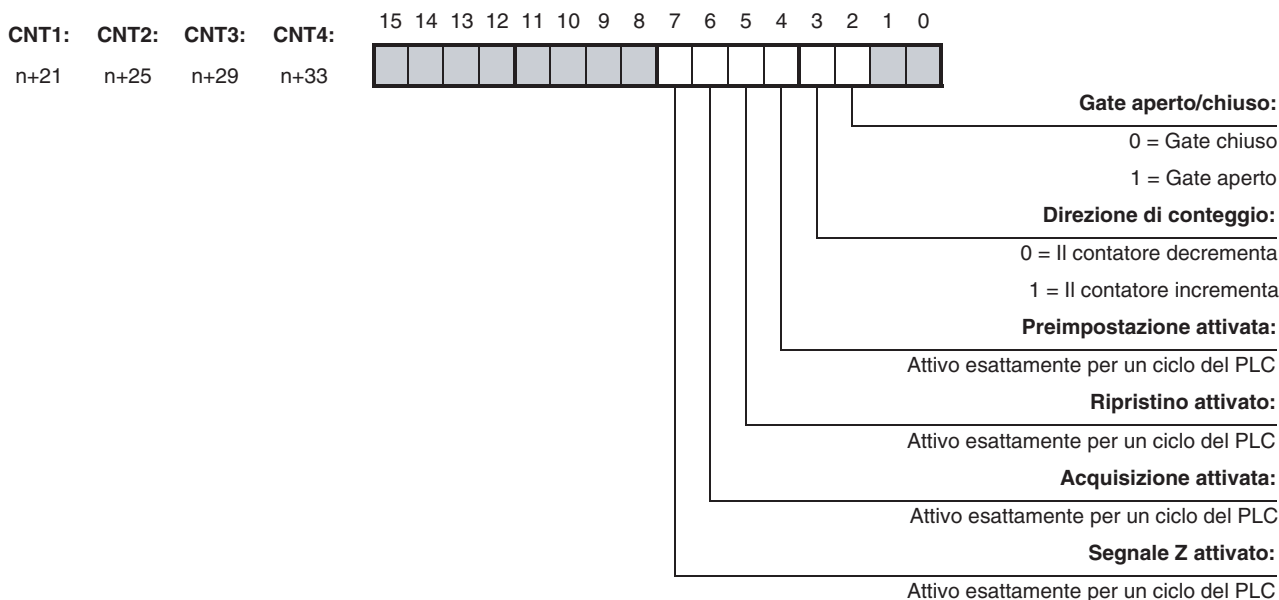 15 14 13 12 11 10 9 8 7 6 5 4 3 2 1 0
CNT1: CNT2: CNT3: CNT4:
n+21 n+25 n+29 n+33
Gate aperto/chiuso:
0 = Gate chiuso
1 = Gate aperto
Direzione di conteggio:
0 = Il contatore decrementa
1 = Il contatore incrementa
Preimpostazione attivata:
Attivo esattamente per un ciclo del PLC
Ripristino attivato:
Attivo esattamente per un ciclo del PLC
Acquisizione attivata:
Attivo esattamente per un ciclo del PLC
Segnale Z attivato:
Attivo esattamente per un ciclo del PLC